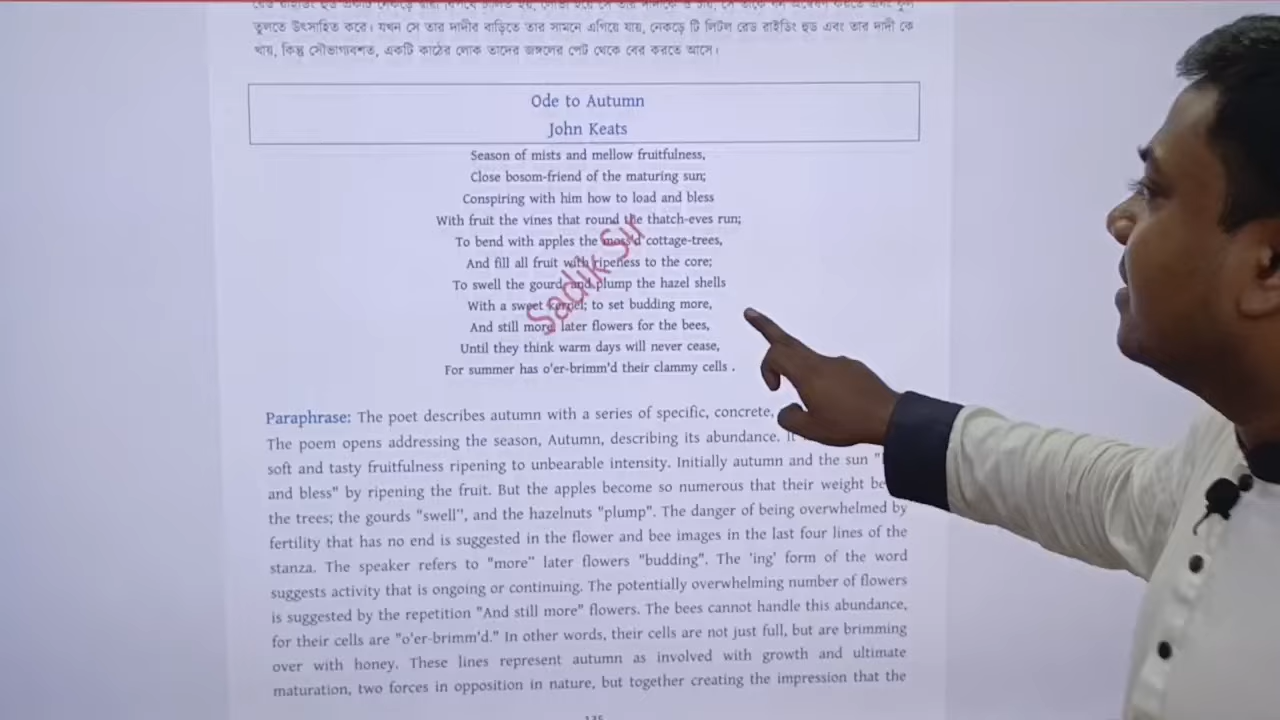 তুলতে উৎসাহিত করে। যখন সে তার দাদীর বাড়িতে তার সামনে এগিয়ে যায়, নেকড়ে টি লিটল রেড রাইডিং হুড এবং তার দাদী কে
খায়, কিন্তু সৌভাগ্যবশত, একটি কাঠের লোক তাদের জঙ্গলের পেট থেকে বের করতে আসে।
Ode to Autumn
John Keats
Season of mists and mellow fruitfulness,
Close bosom-friend of the maturing sun;
Conspiring with him how to load and bless
With fruit the vines that round the thatch-eves run;
To bend with apples the moss'd cottage-trees,
And fill all fruit with ripeness to the core;
To swell the gourd, and plump the hazel shells
With a sweet kernel; to set budding more,
And still more, later flowers for the bees,
Until they think warm days will never cease,
For summer has o'er-brimm'd their clammy cells .
Sadik Sir
Paraphrase: The poet describes autumn with a series of specific, concrete,
The poem opens addressing the season, Autumn, describing its abundance. It
soft and tasty fruitfulness ripening to unbearable intensity. Initially autumn and the sun "
and bless" by ripening the fruit. But the apples become so numerous that their weight
the trees; the gourds "swell", and the hazelnuts "plump". The danger of being overwhelmed by
fertility that has no end is suggested in the flower and bee images in the last four lines of the
stanza. The speaker refers to "more" later flowers "budding". The 'ing' form of the word
suggests activity that is ongoing or continuing. The potentially overwhelming number of flowers
is suggested by the repetition "And still more" flowers. The bees cannot handle this abundance,
for their cells are "o'er-brimm'd." In other words, their cells are not just full, but are brimming
over with honey. These lines represent autumn as involved with growth and ultimate
maturation, two forces in opposition in nature, but together creating the impression that the